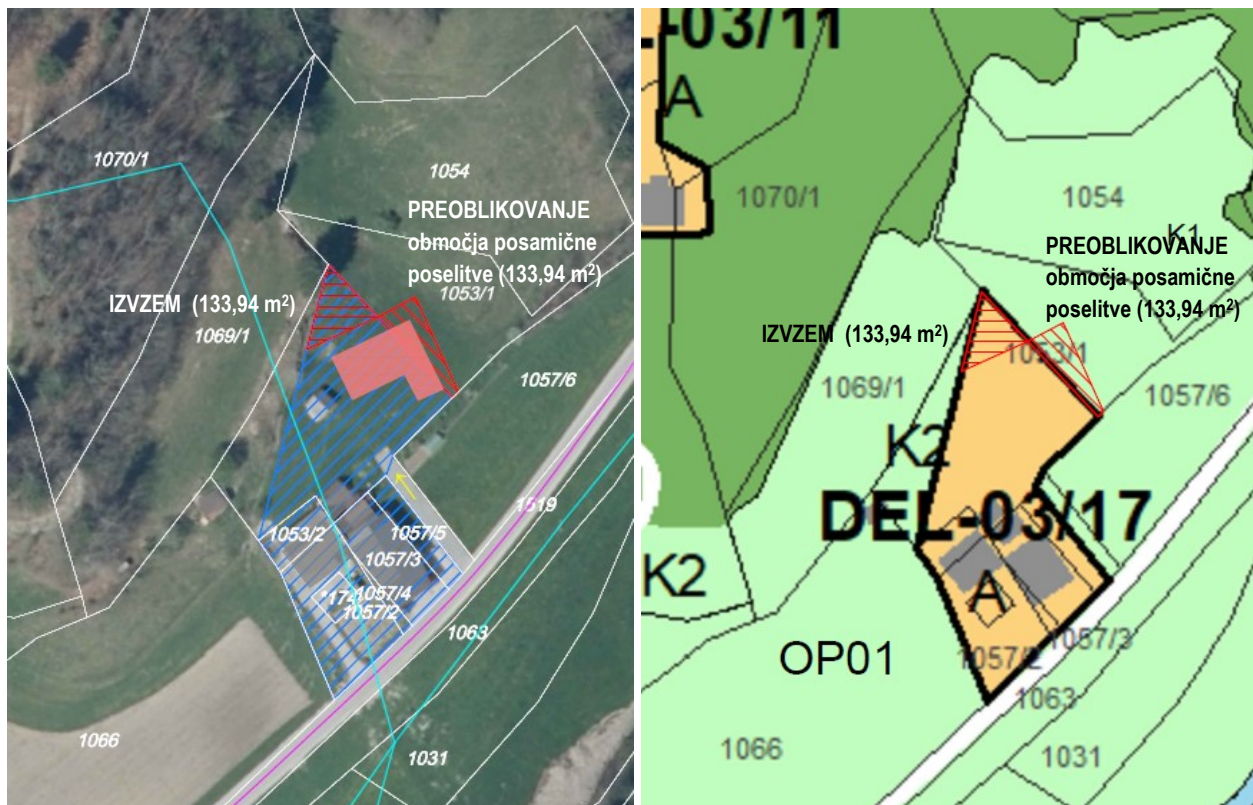 1070/1
1054
PREOBLIKOVANJE
območja posamične
poselitve (133,94 m²)
1053/1
IZVZEM (133,94 m²)
1069/1
1057/6
1519
1053/2
1057/5
1057/3
1057/4
1057/2
1063
1066
1031
L-03/11
A
1070/1
1054
K1
PREOBLIKOVANJE
območja posamične
poselitve (133,94 m²)
IZVZEM (133,94 m²)
1053/1
1069/1
1057/6
K2
DEL-03/17
K2
A
OP01
1057/3
1057/2
1063
1066
1031